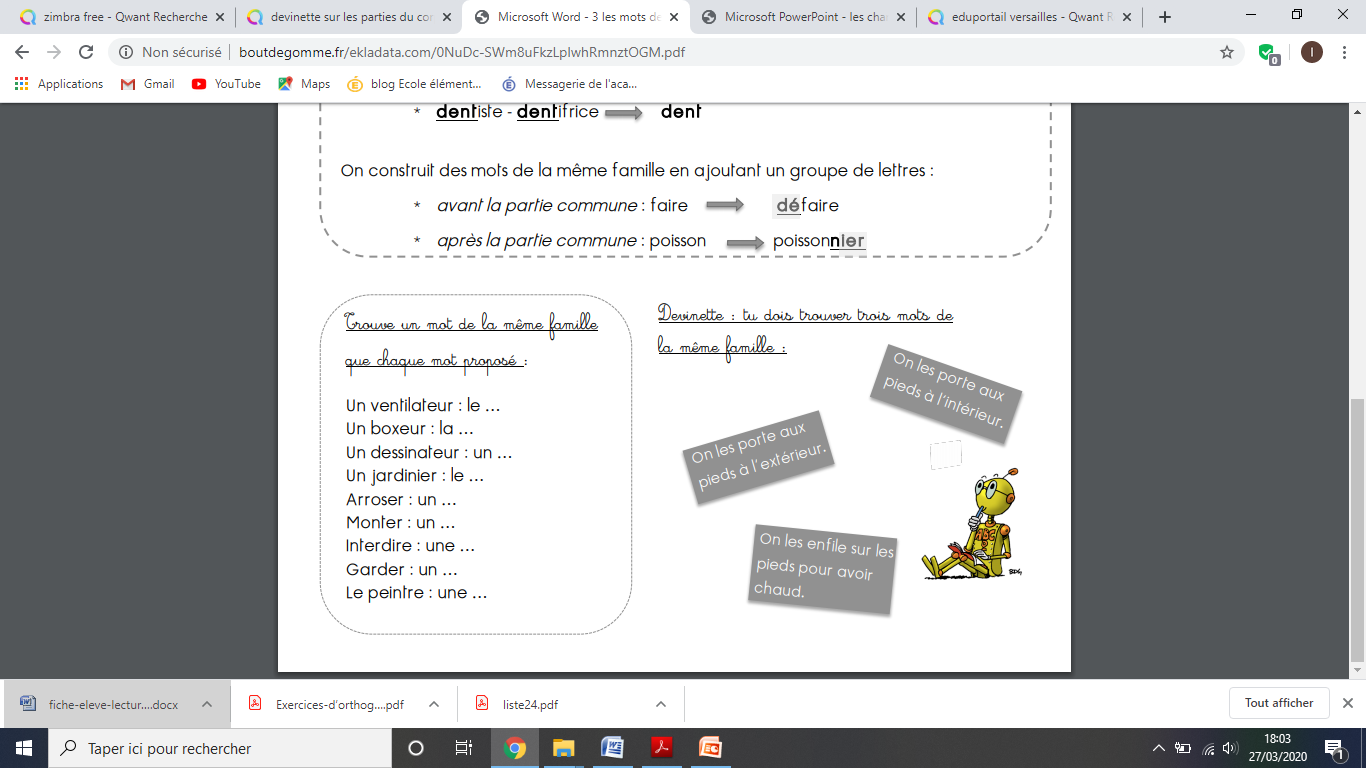 zimbra free - Qwant Recherche
devinette sur les parties du cor
Microsoft Word - 3 les mots de
Microsoft PowerPoint - les cha
eduportail versailles - Qwant R
Non sécurisé | boutdegomme.fr/ekladata.com/0NuDc-SWm8uFkzLpIwhRmnztOGM.pdf
0
I
Applications
Gmail
YouTube
Maps
blog Ecole élément...
Messagerie de l'aca...
* dentiste - dentifrice dent
On construit des mots de la même famille en ajoutant un groupe de lettres :
* avant la partie commune : faire défaire
* après la partie commune : poisson poissonnier
Trouve un mot de la même famille
que chaque mot proposé :
Un ventilateur : le …
Un boxeur : la …
Un dessinateur : un …
Un jardinier : le …
Arroser : un …
Monter : un …
Interdire : une …
Garder : un …
Le peintre : une …
Devinette : tu dois trouver trois mots de
la même famille :
On les porte aux
pieds à l'intérieur.
On les porte aux
pieds à l'extérieur.
On les enfile sur les
pieds pour avoir
chaud.
ABC
BDG
fiche-eleve-lectur....docx
Exercices-d'orthog....pdf
liste24.pdf
Tout afficher
Taper ici pour rechercher
18:03
27/03/2020
1